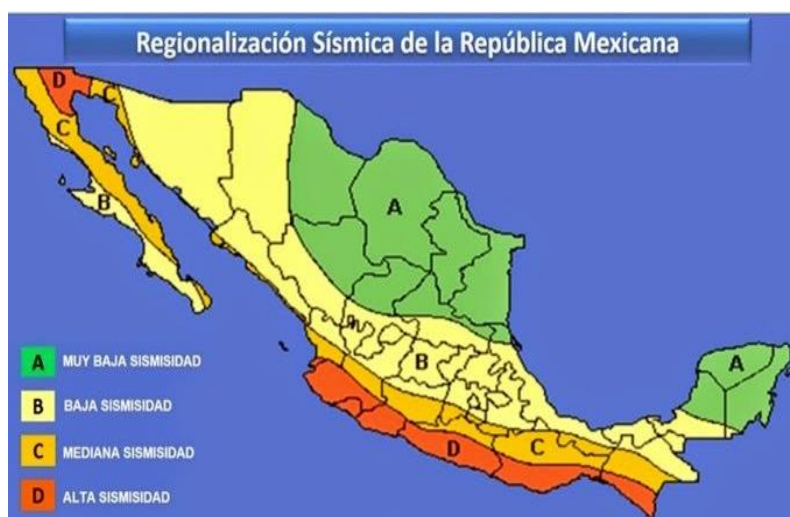 Regionalización Sísmica de la República Mexicana
D
C
C
B
A
A
B
C
D
A MUY BAJA SISMISIDAD
B BAJA SISMISIDAD
C MEDIANA SISMISIDAD
D ALTA SISMISIDAD